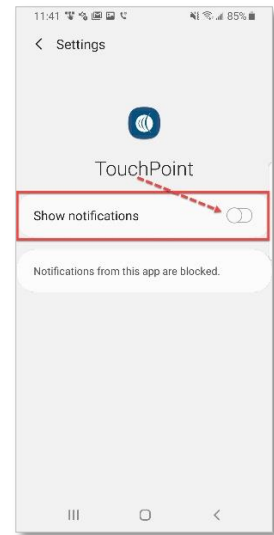 11:41 85%
Settings
TouchPoint
Show notifications
Notifications from this app are blocked.